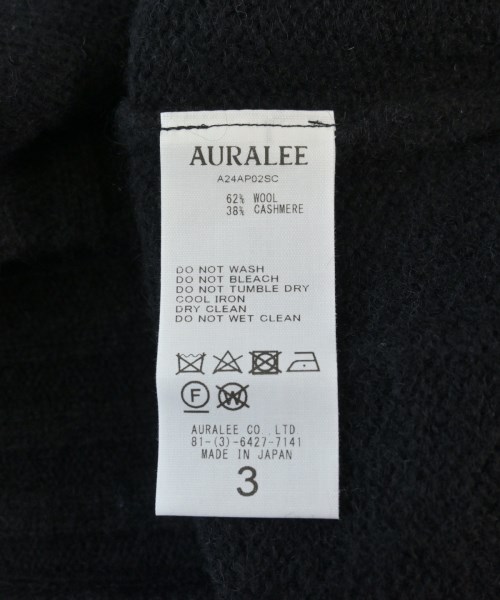 AURALEE
A24AP02SC
62% WOOL
38% CASHMERE
DO NOT WASH
DO NOT BLEACH
DO NOT TUMBLE DRY
COOL IRON
DRY CLEAN
DO NOT WET CLEAN
F W
AURALEE CO .LTD
81-(3)-6427-7141
MADE IN JAPAN
3